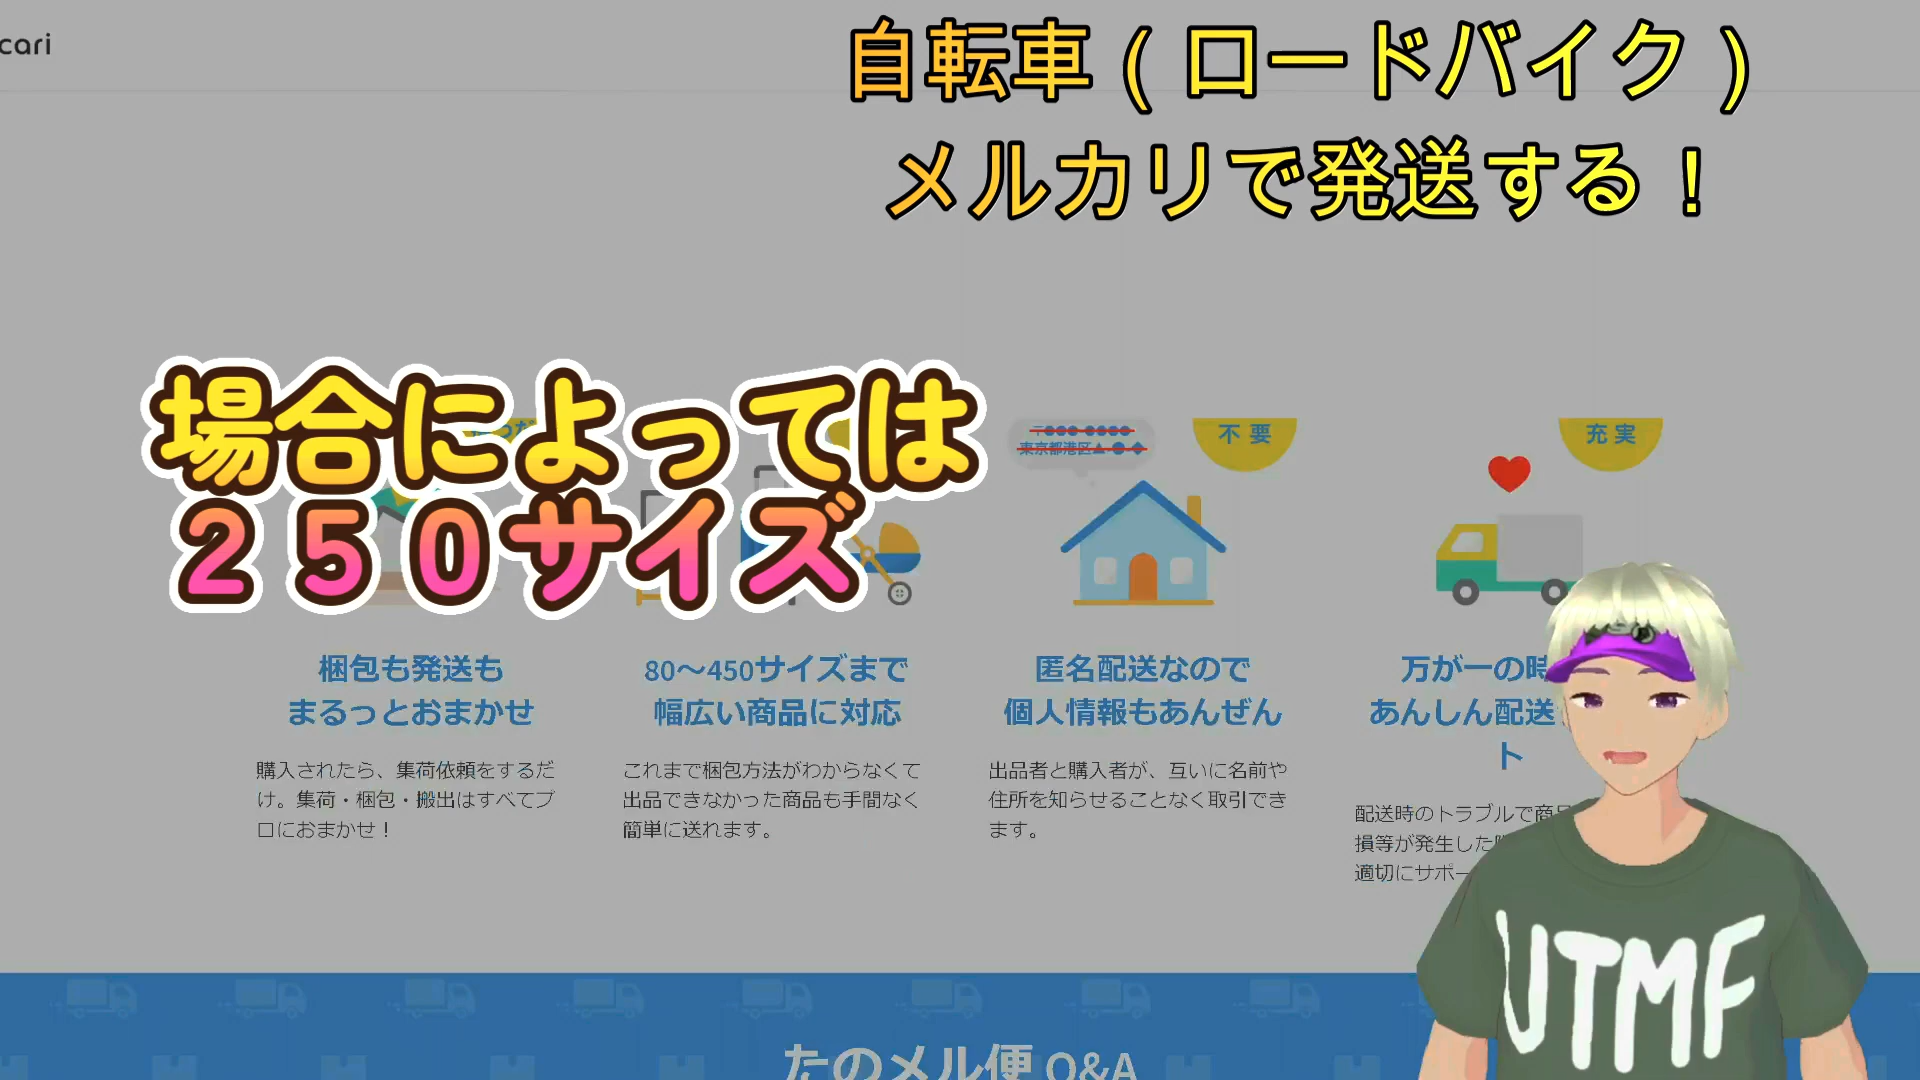 cari
自転車(ロードバイク)
メルカリで発送する!
場合によっては
250サイズ
東京都港区
不要
充実
梱包も発送も
まるっとおまかせ
購入されたら、集荷依頼をするだ
け。集荷・梱包・搬出はすべてプ
ロにおまかせ!
80〜450サイズまで
幅広い商品に対応
これまで梱包方法がわからなくて
出品できなかった商品も手間なく
簡単に送れます。
匿名配送なので
個人情報もあんぜん
出品者と購入者が、互いに名前や
住所を知らせることなく取引でき
ます。
万が一の時
あんしん配送
ト
配送時のトラブルで商
損等が発生した
適切にサポー
UTMF
たのメル便 Q&A